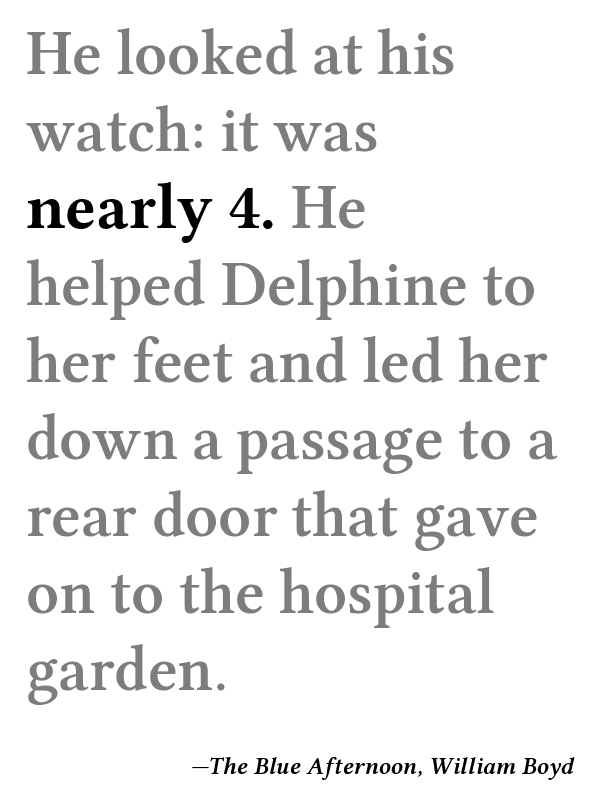 He looked at his
watch: it was
nearly 4. He
helped Delphine to
her feet and led her
down a passage to a
rear door that gave
on to the hospital
garden.
—The Blue Afternoon, William Boyd